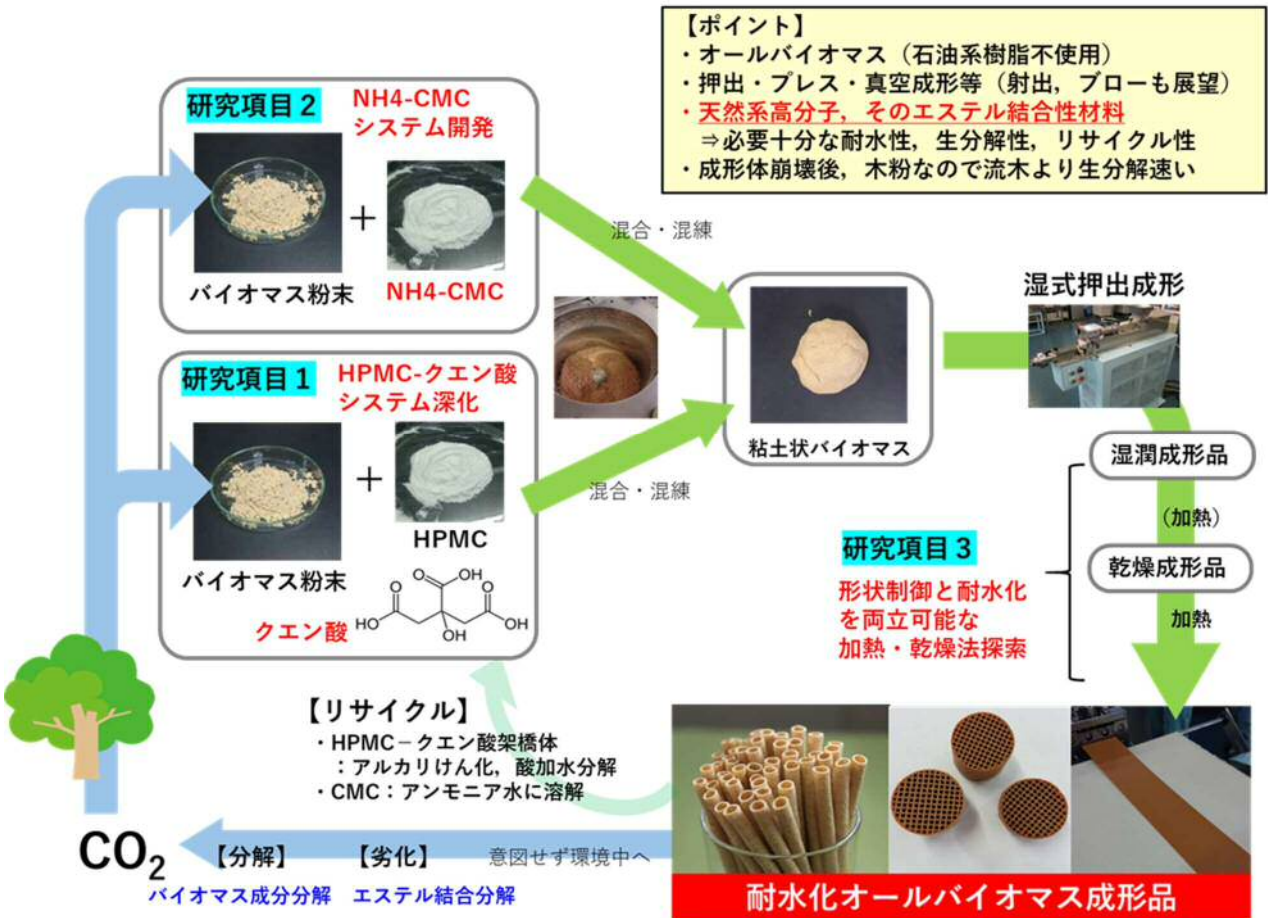 【ポイント】
・オールバイオマス（石油系樹脂不使用）
・押出・プレス・真空成形等（射出，ブローも展望）
・天然系高分子，そのエステル結合性材料
⇒必要十分な耐水性，生分解性，リサイクル性
・成形体崩壊後，木粉なので流木より生分解速い
研究項目２
NH4-CMC
システム開発
＋
バイオマス粉末
NH4-CMC
混合・混練
研究項目１
HPMC-クエン酸
システム深化
＋
バイオマス粉末
HPMC
クエン酸
O
OH
O
O
HO
OH
OH
混合・混練
粘土状バイオマス
湿式押出成形
湿潤成形品
（加熱）
乾燥成形品
加熱
研究項目３
形状制御と耐水化
を両立可能な
加熱・乾燥法探索
【リサイクル】
・HPMC－クエン酸架橋体
：アルカリけん化，酸加水分解
・CMC：アンモニア水に溶解
CO2
【分解】
【劣化】
意図せず環境中へ
バイオマス成分分解
エステル結合分解
耐水化オールバイオマス成形品